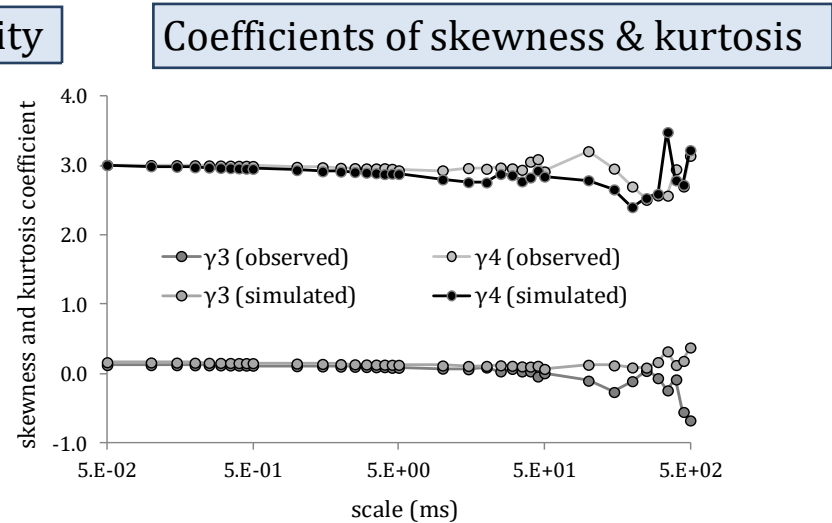 ity
Coefficients of skewness & kurtosis
skewness and kurtosis coefficient
4.0
3.0
2.0
1.0
0.0
-1.0
γ3 (observed)
γ4 (observed)
γ3 (simulated)
γ4 (simulated)
5.E-02
5.E-01
5.E+00
5.E+01
5.E+02
scale (ms)